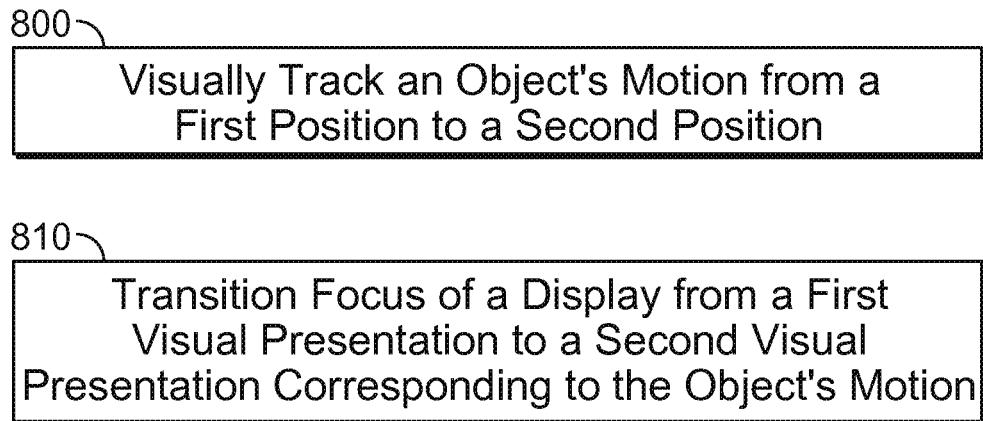 800
Visually Track an Object's Motion from a
First Position to a Second Position
810
Transition Focus of a Display from a First
Visual Presentation to a Second Visual
Presentation Corresponding to the Object's Motion